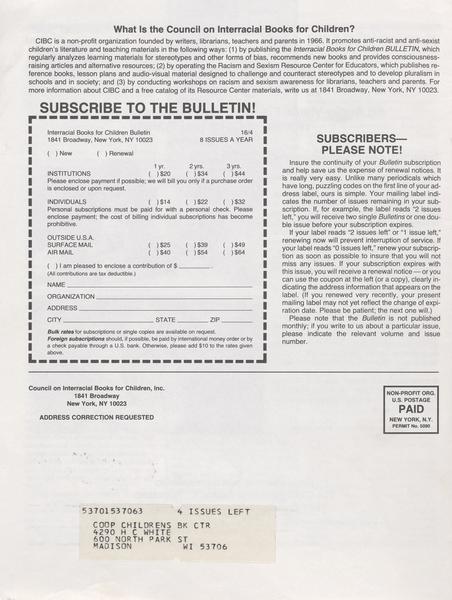 What Is the Council on Interracial Books for Children?
CIBC is a non-profit organization founded by writers, librarians, teachers and parents in 1966. It promotes anti-racist and anti-sexist
children's literature and teaching materials in the following ways: (1) by publishing the Interracial Books for Children BULLETIN, which
regularly analyzes learning materials for stereotypes and other forms of bias, recommends new books and provides consciousness-
raising articles and alternative resources; (2) by operating the Racism and Sexism Resource Center for Educators, which publishes re-
ference books, lesson plans and audio-visual material designed to challenge and counteract stereotypes and to develop pluralism in
schools and in society; and (3) by conducting workshops on racism and sexism awareness for librarians, teachers and parents. For
more information about CIBC and a free catalog of its Resource materials, write us at 1841 Broadway, New York, N.Y. 10023.
SUBSCRIBE TO THE BULLETIN!
Interracial Books for Children Bulletin 16/4
1841 Broadway, New York, NY 10023 8 ISSUES A YEAR
( ) New ( ) Renewal
1 yr. 2 yrs. 3 yrs.
INSTITUTIONS ( ) $20 ( ) $34 ( ) $44
Please enclose payment if possible; we will bill you only if a purchase order
is enclosed or upon request.
INDIVIDUALS ( ) $14 ( ) $22 ( ) $32
Personal subscriptions must be paid for with a personal check. Please
enclose payment; the cost of billing individual subscriptions has become
prohibitive.
OUTSIDE U.S.A.
SURFACE MAIL ( ) $25 ( ) $39 ( ) $49
AIR MAIL ( ) $40 ( ) $54 ( ) $64
( ) I am pleased to enclose a contribution of $ ________.
(All contributions are tax deductible.)
NAME
ORGANIZATION
ADDRESS
CITY STATE ZIP
Bulk rates for subscriptions or single copies are available on request.
Foreign subscriptions should, if possible, be paid by international money order or by
a check payable through a U.S. bank. Otherwise, please add $10 to the rates given
above.
SUBSCRIBERS—
PLEASE NOTE!
Insure the continuity of your Bulletin subscription
and help save us the expense of renewal notices. It
is really very easy. Unlike many periodicals which
have long, puzzling codes on the first line of your ad-
dress label, ours is simple. Your mailing label indi-
cates the number of issues remaining in your sub-
scription. If, for example, the label reads "2 issues
left," you will receive two single Bulletins or one dou-
ble issue before your subscription expires.
If your label reads "2 issues left" or "1 issue left,"
renewing now will prevent interruption of service. If
your label reads "0 issues left," renew your subscrip-
tion as soon as possible to insure that you will not
miss any issues. If your subscription expires with
this issue, you will receive a renewal notice—or you
can use the coupon at the left (or a copy), clearly in-
dicating the address information that appears on the
label. (If you renewed very recently, your present
mailing label may not yet reflect the change of expi-
ration date. Please be patient; the next one will.)
Please note that the Bulletin is not published
monthly; if you write to us about a particular issue,
please indicate the relevant volume and issue
number.
Council on Interracial Books for Children, Inc.
1841 Broadway
New York, NY 10023
ADDRESS CORRECTION REQUESTED
NON-PROFIT ORG.
U.S. POSTAGE
PAID
NEW YORK, N.Y.
PERMIT No. 5090
53701537063 4 ISSUES LEFT
COOP CHILDRENS BK CTR
4290 H C WHITE
600 NORTH PARK ST
MADISON WI 53706